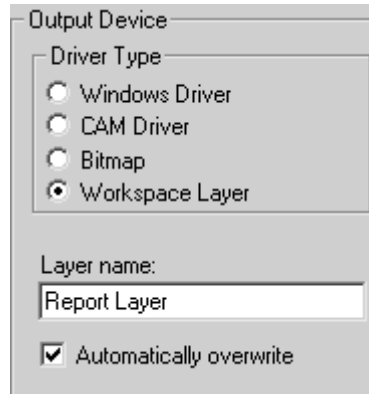 Output Device
Driver Type
Windows Driver
CAM Driver
Bitmap
Workspace Layer
Layer name:
Report Layer
Automatically overwrite